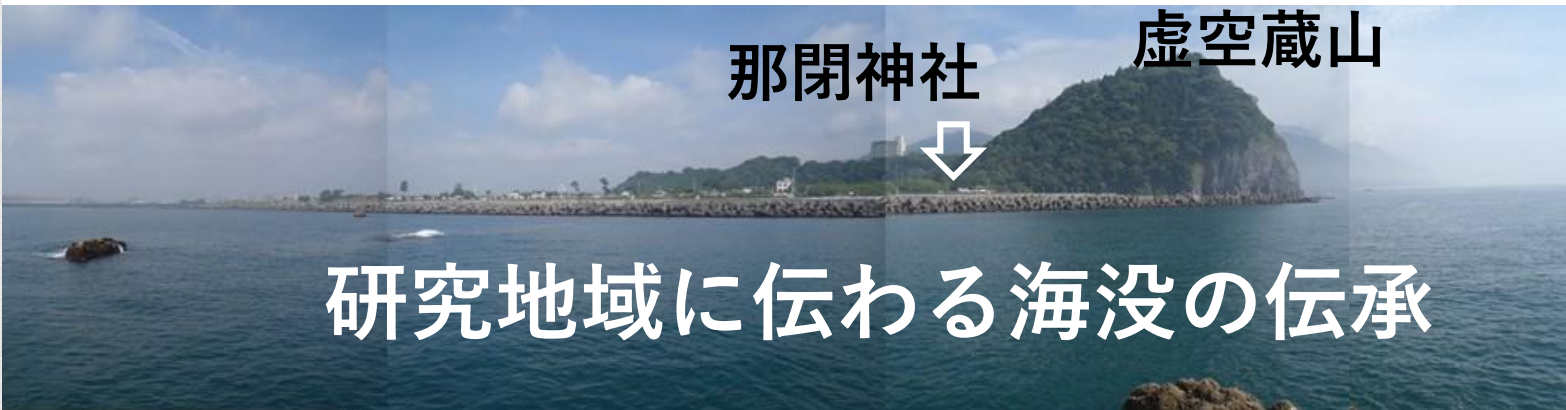 虚空蔵山
那閉神社
研究地域に伝わる海没の伝承